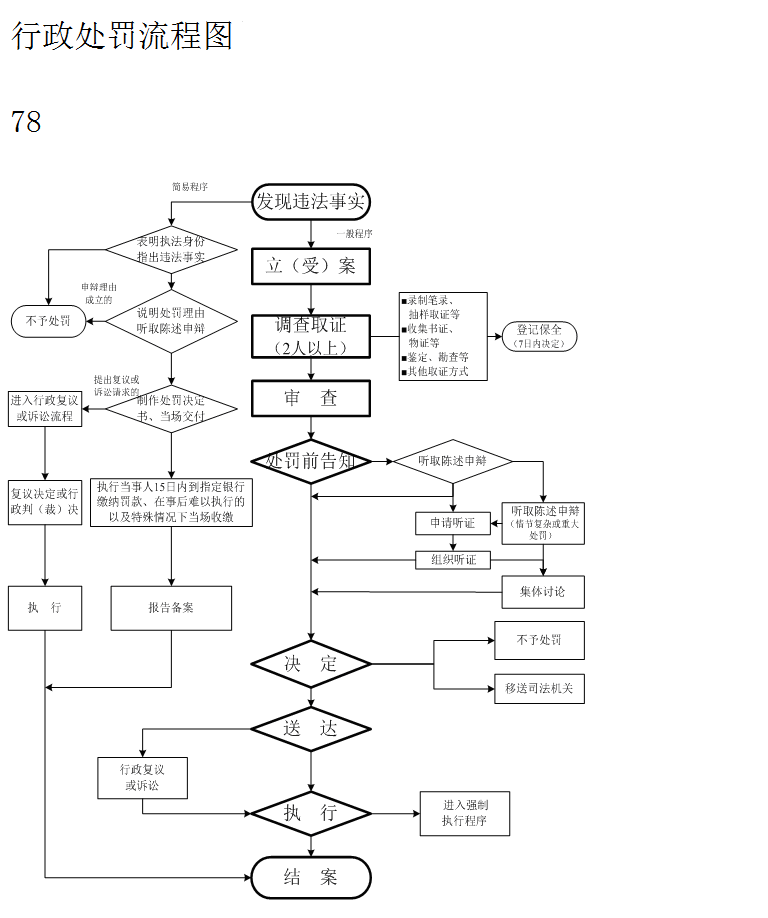 行政处罚流程图
78
简易程序
发现违法事实
一般程序
表明执法身份
指出违法事实
立（受）案
申辩理由
成立的
不予处罚
说明处罚理由
听取陈述申辩
调查取证
（2人以上）
■录制笔录、
抽样取证等
■收集书证、
物证等
■鉴定、勘查等
■其他取证方式
登记保全
（7日内决定）
提出复议或
诉讼请求的
进入行政复议
或诉讼流程
制作处罚决定
书、当场交付
审 查
处罚前告知
听取陈述申辩
复议决定或行
政判（裁）决
执行当事人15日内到指定银行
缴纳罚款、在事后难以执行的
以及特殊情况下当场收缴
申请听证
听取陈述申辩
（情节复杂或重大
处罚）
组织听证
执 行
报告备案
集体讨论
决 定
不予处罚
移送司法机关
送 达
行政复议
或诉讼
执 行
进入强制
执行程序
结 案